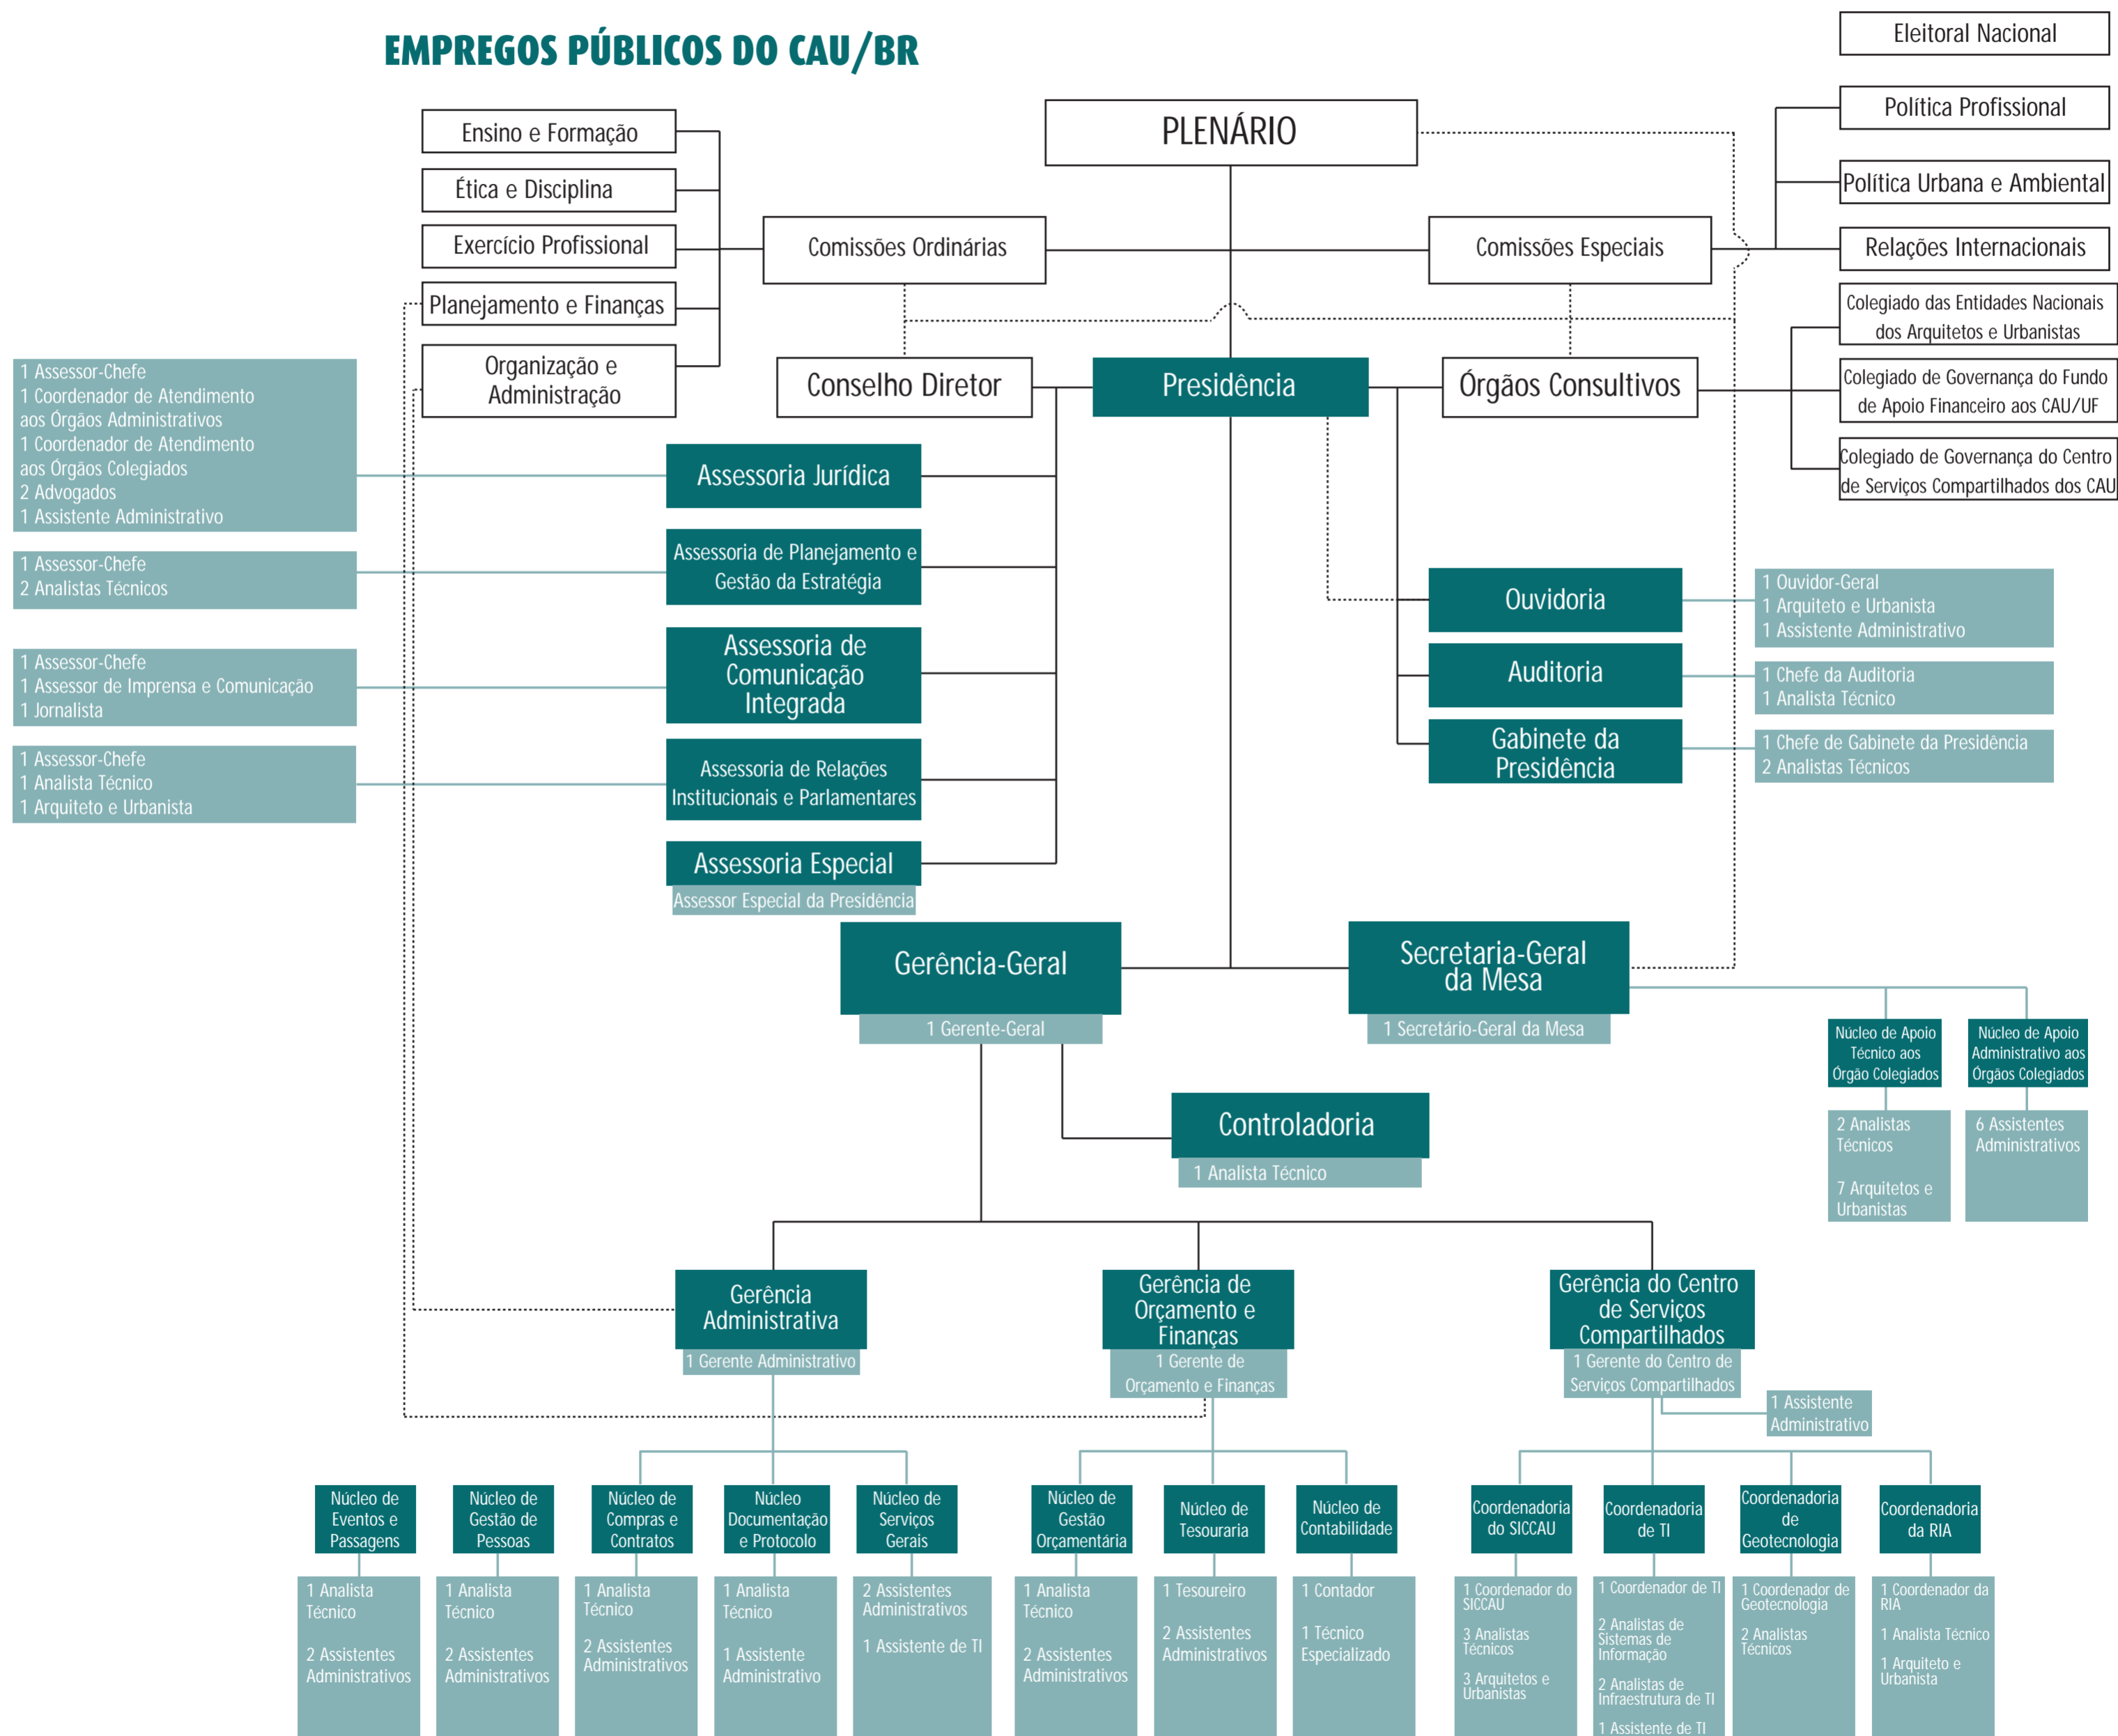 EMPREGOS PÚBLICOS DO CAU/BR
Eleitoral Nacional
Política Profissional
Política Urbana e Ambiental
Relações Internacionais
PLENÁRIO
Ensino e Formação
Ética e Disciplina
Exercício Profissional
Planejamento e Finanças
Organização e
Administração
Comissões Ordinárias
Comissões Especiais
Colegiado das Entidades Nacionais
dos Arquitetos e Urbanistas
Colegiado de Governança do Fundo
de Apoio Financeiro aos CAU/UF
Colegiado de Governança do Centro
de Serviços Compartilhados dos CAU
Conselho Diretor
Presidência
Órgãos Consultivos
1 Assessor-Chefe
1 Coordenador de Atendimento
aos Órgãos Administrativos
1 Coordenador de Atendimento
aos Órgãos Colegiados
2 Advogados
1 Assistente Administrativo
Assessoria Jurídica
1 Assessor-Chefe
2 Analistas Técnicos
Assessoria de Planejamento e
Gestão da Estratégia
1 Assessor-Chefe
1 Assessor de Imprensa e Comunicação
1 Jornalista
Assessoria de
Comunicação
Integrada
1 Assessor-Chefe
1 Analista Técnico
1 Arquiteto e Urbanista
Assessoria de Relações
Institucionais e Parlamentares
Assessoria Especial
Assessor Especial da Presidência
Ouvidoria
1 Ouvidor-Geral
1 Arquiteto e Urbanista
1 Assistente Administrativo
Auditoria
1 Chefe da Auditoria
1 Analista Técnico
Gabinete da
Presidência
1 Chefe de Gabinete da Presidência
2 Analistas Técnicos
Gerência-Geral
1 Gerente-Geral
Secretaria-Geral
da Mesa
1 Secretário-Geral da Mesa
Núcleo de Apoio
Técnico aos
Órgão Colegiados
2 Analistas
Técnicos
7 Arquitetos e
Urbanistas
Núcleo de Apoio
Administrativo aos
Órgãos Colegiados
6 Assistentes
Administrativos
Controladoria
1 Analista Técnico
Gerência
Administrativa
1 Gerente Administrativo
Gerência de
Orçamento e
Finanças
1 Gerente de
Orçamento e Finanças
Gerência do Centro
de Serviços
Compartilhados
1 Gerente do Centro de
Serviços Compartilhados
1 Assistente
Administrativo
Núcleo de
Eventos e
Passagens
1 Analista
Técnico
2 Assistentes
Administrativos
Núcleo de
Gestão de
Pessoas
1 Analista
Técnico
2 Assistentes
Administrativos
Núcleo de
Compras e
Contratos
1 Analista
Técnico
2 Assistentes
Administrativos
Núcleo
Documentação
e Protocolo
1 Analista
Técnico
1 Assistente
Administrativo
Núcleo de
Serviços
Gerais
2 Assistentes
Administrativos
1 Assistente de TI
Núcleo de
Gestão
Orçamentária
1 Analista
Técnico
2 Assistentes
Administrativos
Núcleo de
Tesouraria
1 Tesoureiro
2 Assistentes
Administrativos
Núcleo de
Contabilidade
1 Contador
1 Técnico
Especializado
Coordenadoria
do SICCAU
1 Coordenador do
SICCAU
3 Analistas
Técnicos
3 Arquitetos e
Urbanistas
Coordenadoria
de TI
1 Coordenador de TI
2 Analistas de
Sistemas de
Informação
2 Analistas de
Infraestrutura de TI
1 Assistente de TI
Coordenadoria
de
Geotecnologia
1 Coordenador de
Geotecnologia
2 Analistas
Técnicos
Coordenadoria
da RIA
1 Coordenador da
RIA
1 Analista Técnico
1 Arquiteto e
Urbanista